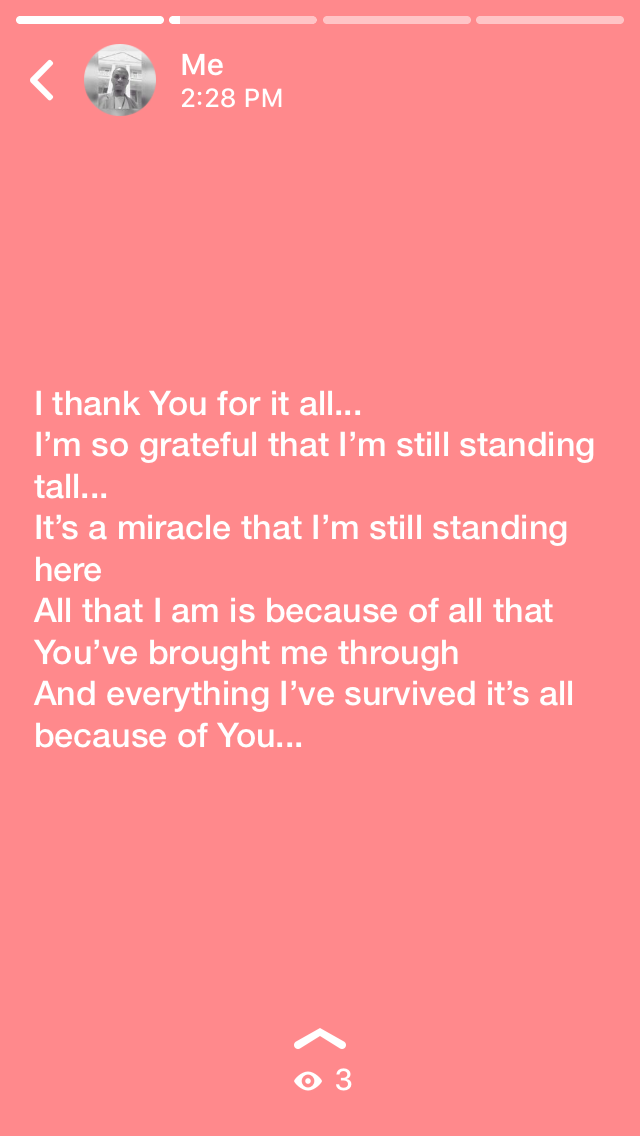 Me
2:28 PM
I thank You for it all...
I’m so grateful that I’m still standing
tall...
It’s a miracle that I’m still standing
here
All that I am is because of all that
You’ve brought me through
And everything I’ve survived it’s all
because of You...
3